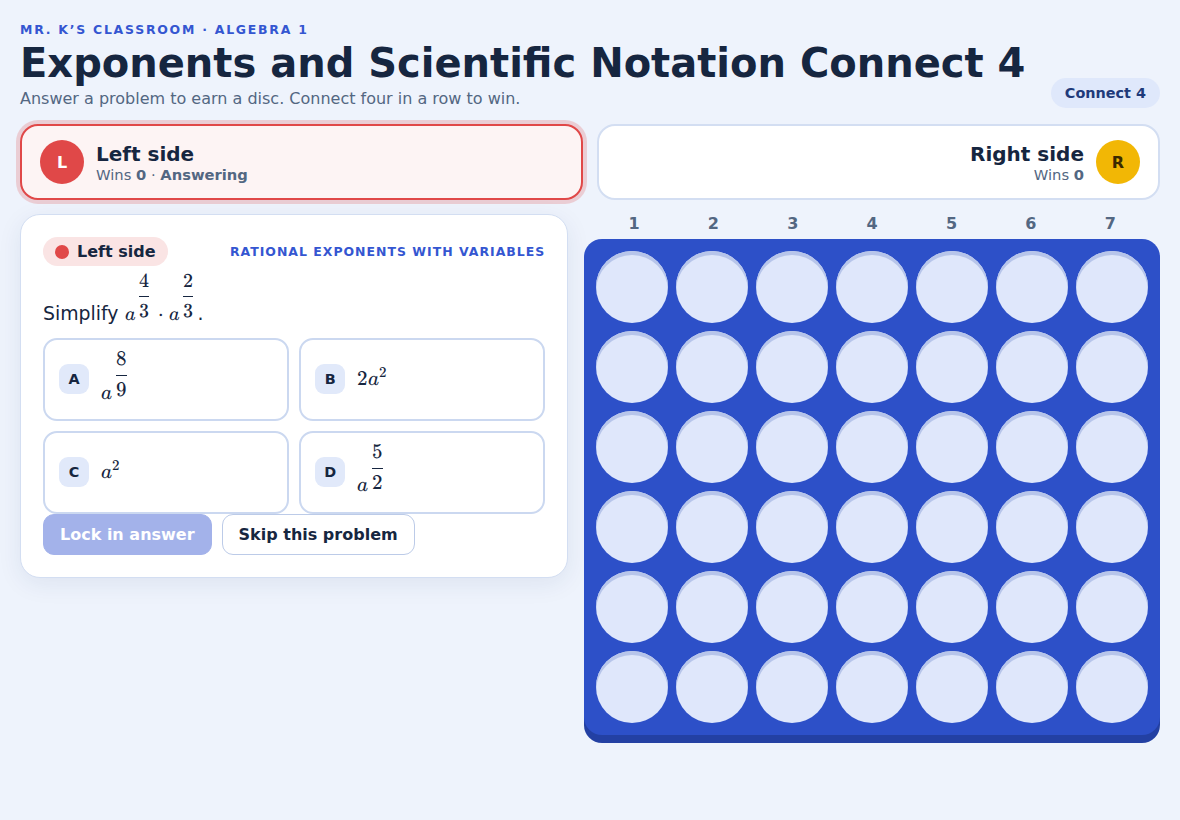 MR. K'S CLASSROOM · ALGEBRA 1
Exponents and Scientific Notation Connect 4
Answer a problem to earn a disc. Connect four in a row to win.
Connect 4
L
Left side
Wins 0 · Answering
Right side
Wins 0
R
Left side
RATIONAL EXPONENTS WITH VARIABLES
Simplify a^(4/3) · a^(2/3).
A a^(8/9)
B 2a²
C a²
D a^(5/2)
Lock in answer
Skip this problem
1 2 3 4 5 6 7